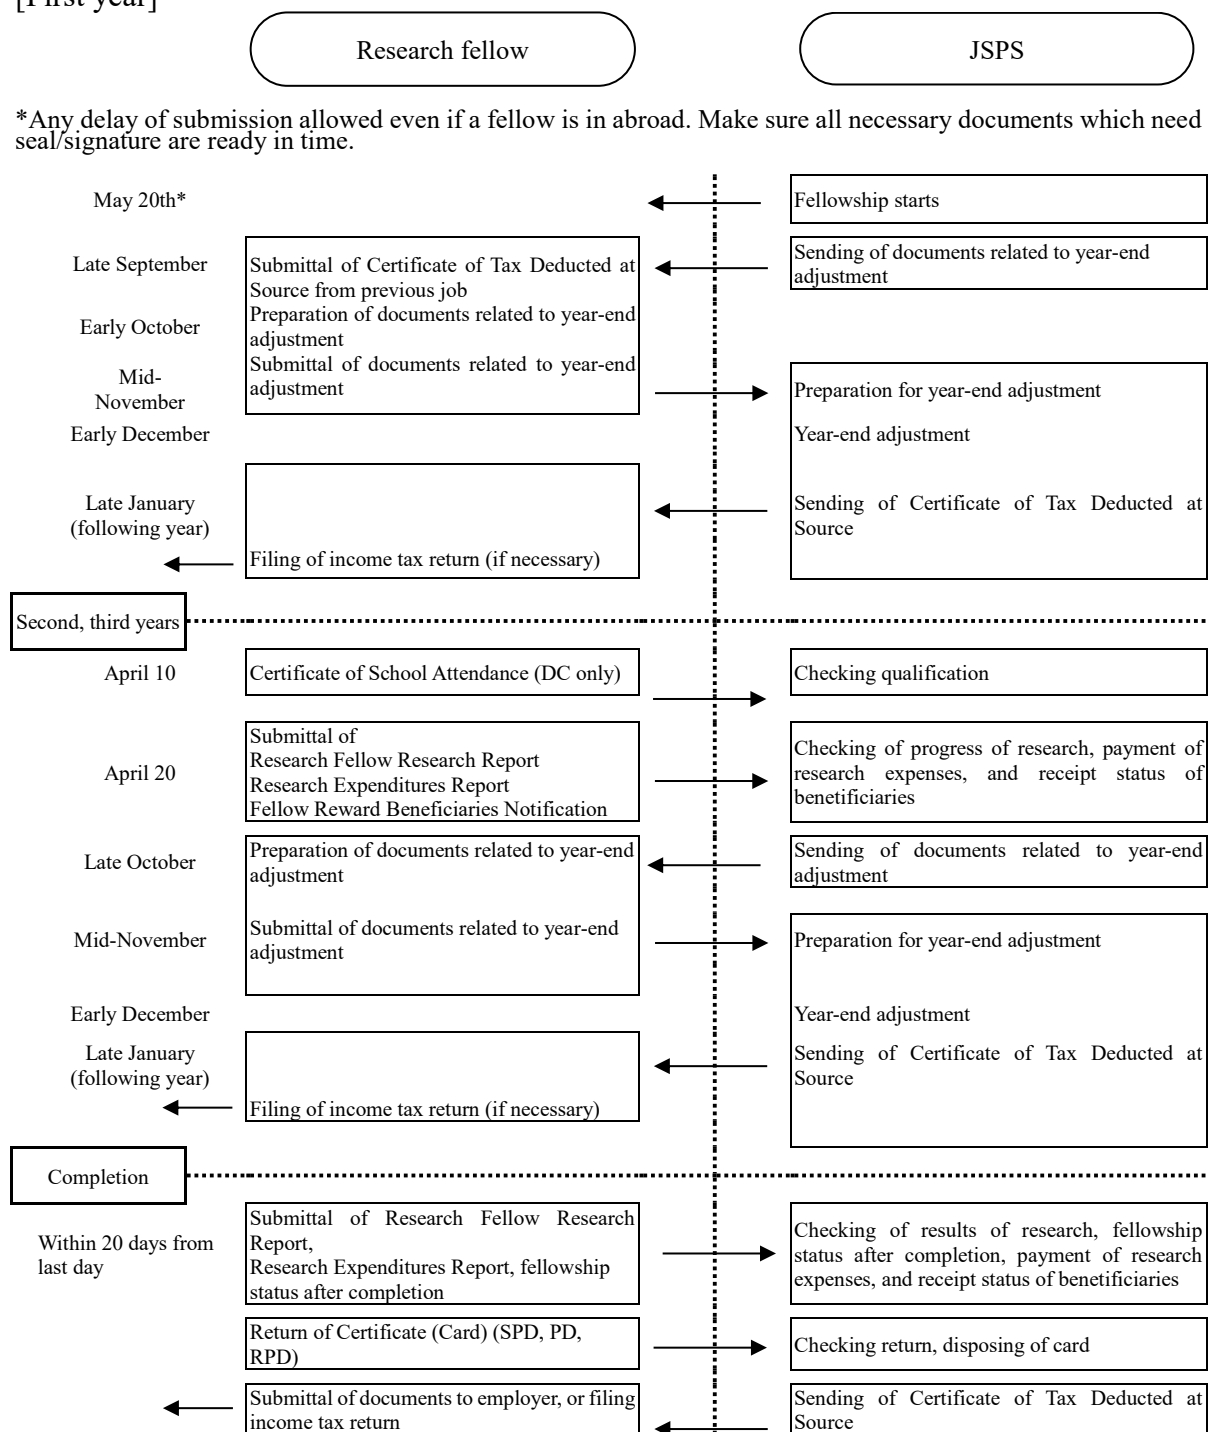 [First year]
Research fellow
JSPS
*Any delay of submission allowed even if a fellow is in abroad. Make sure all necessary documents which need
seal/signature are ready in time.
May 20th*
Fellowship starts
Late September
Submittal of Certificate of Tax Deducted at
Source from previous job
Sending of documents related to year-end
adjustment
Early October
Preparation of documents related to year-end
adjustment
Mid-
November
Submittal of documents related to year-end
adjustment
Preparation for year-end adjustment
Early December
Year-end adjustment
Late January
(following year)
Sending of Certificate of Tax Deducted at
Source
Filing of income tax return (if necessary)
Second, third years
April 10
Certificate of School Attendance (DC only)
Checking qualification
April 20
Submittal of
Research Fellow Research Report
Research Expenditures Report
Fellow Reward Beneficiaries Notification
Checking of progress of research, payment of
research expenses, and receipt status of
benetificiaries
Late October
Preparation of documents related to year-end
adjustment
Sending of documents related to year-end
adjustment
Mid-November
Submittal of documents related to year-end
adjustment
Preparation for year-end adjustment
Early December
Year-end adjustment
Late January
(following year)
Sending of Certificate of Tax Deducted at
Source
Filing of income tax return (if necessary)
Completion
Within 20 days from
last day
Submittal of Research Fellow Research
Report,
Research Expenditures Report, fellowship
status after completion
Checking of results of research, fellowship
status after completion, payment of research
expenses, and receipt status of benetificiaries
Return of Certificate (Card) (SPD, PD,
RPD)
Checking return, disposing of card
Submittal of documents to employer, or filing
income tax return
Sending of Certificate of Tax Deducted at
Source